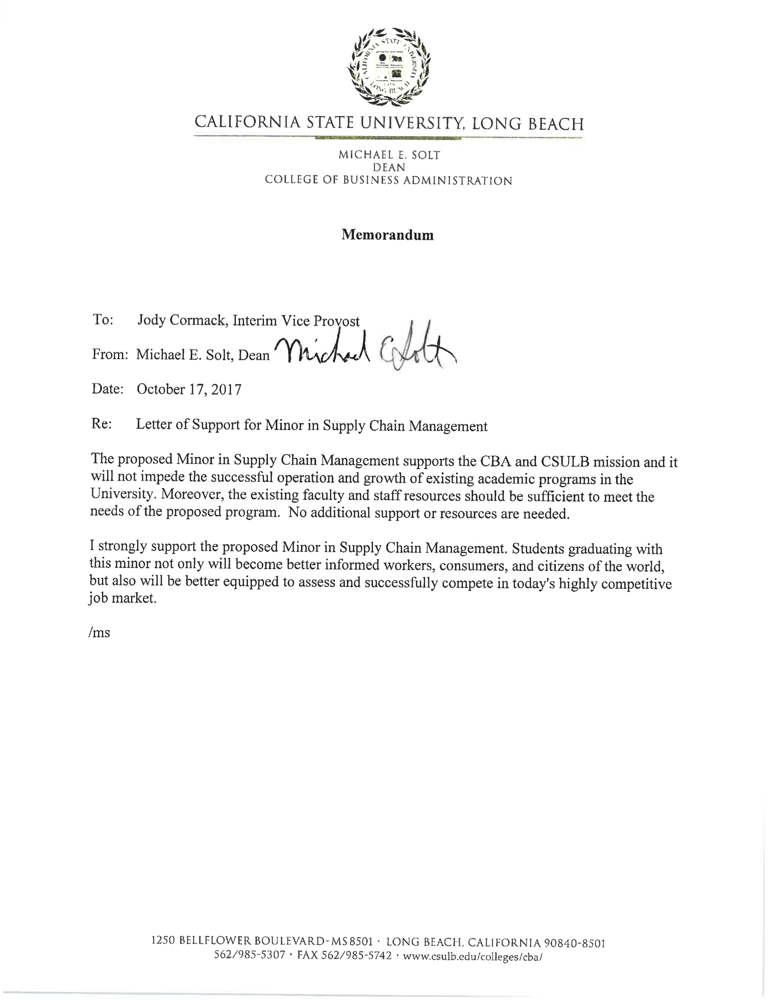 CALIFORNIA STATE UNIVERSITY
LONG BEACH
CALIFORNIA STATE UNIVERSITY, LONG BEACH
MICHAEL E. SOLT
DEAN
COLLEGE OF BUSINESS ADMINISTRATION
Memorandum
To: Jody Cormack, Interim Vice Provost
From: Michael E. Solt, Dean Michael E Solt
Date: October 17, 2017
Re: Letter of Support for Minor in Supply Chain Management
The proposed Minor in Supply Chain Management supports the CBA and CSULB mission and it
will not impede the successful operation and growth of existing academic programs in the
University. Moreover, the existing faculty and staff resources should be sufficient to meet the
needs of the proposed program.  No additional support or resources are needed.
I strongly support the proposed Minor in Supply Chain Management. Students graduating with
this minor not only will become better informed workers, consumers, and citizens of the world,
but also will be better equipped to assess and successfully compete in today's highly competitive
job market.
/ms
1250 BELLFLOWER BOULEVARD-MS 8501 · LONG BEACH, CALIFORNIA 90840-8501
562/985-5307 · FAX 562/985-5742 · www.csulb.edu/colleges/cba/